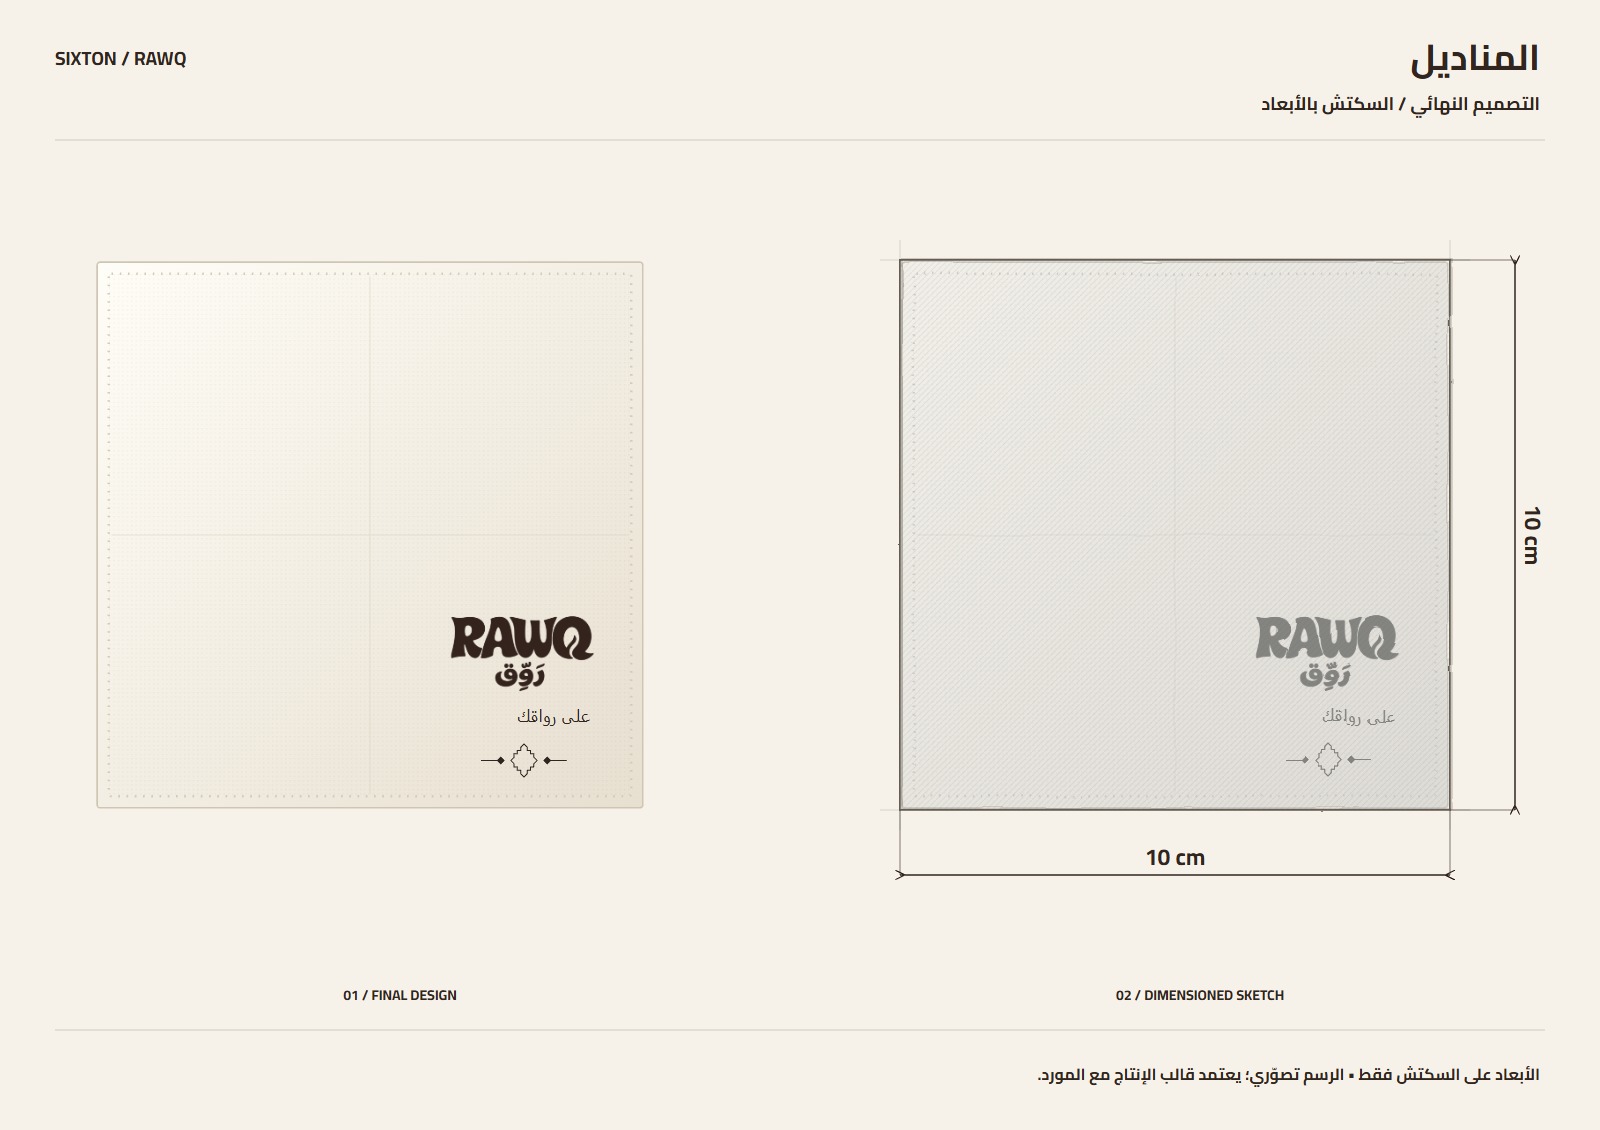 SIXTON / RAWQ
المناديل
التصميم النهائي / السكتش بالأبعاد
RAWQ
رَوِّق
على رواقك
RAWQ
رَوِّق
على رواقك
10 cm
10 cm
01 / FINAL DESIGN
02 / DIMENSIONED SKETCH
الأبعاد على السكتش فقط • الرسم تصوّري؛ يعتمد قالب الإنتاج مع المورد.